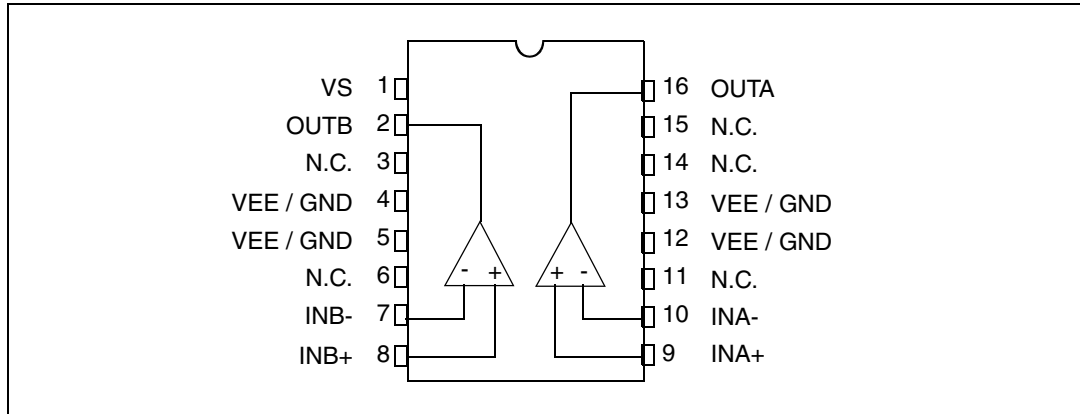 VS 1 16 OUTA
OUTB 2 15 N.C.
N.C. 3 14 N.C.
VEE / GND 4 13 VEE / GND
VEE / GND 5 12 VEE / GND
N.C. 6 - + + - 11 N.C.
INB- 7 10 INA-
INB+ 8 9 INA+